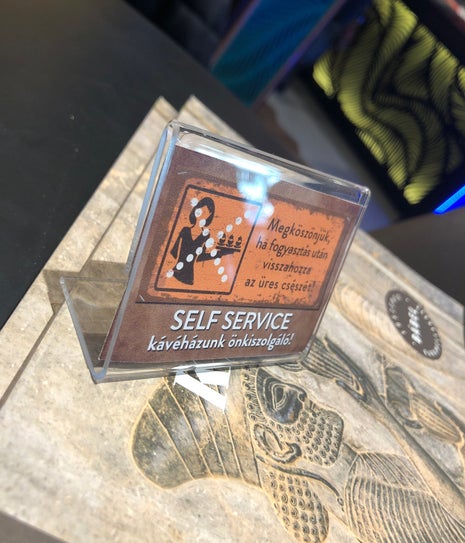 Megköszönjük,
ha fogyasztás után
visszahozza
az üres csészét!
SELF SERVICE
kávéházunk önkiszolgáló!